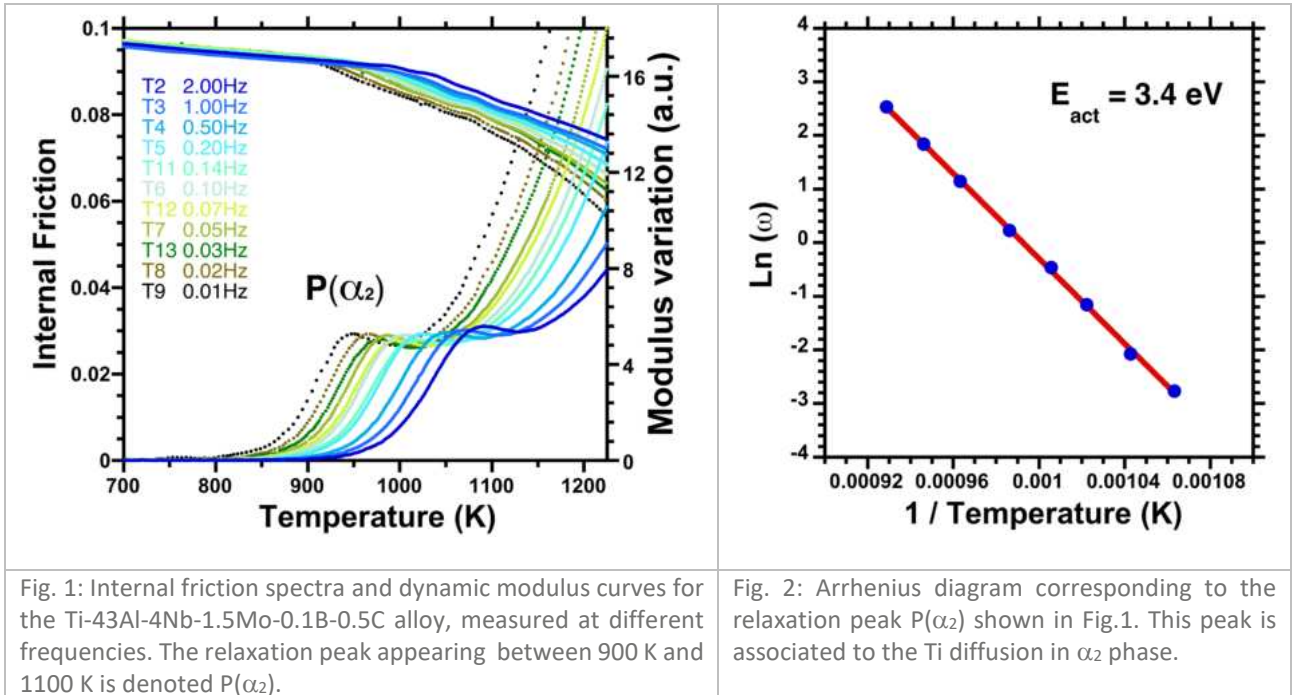 0.1
0.08
0.06
0.04
0.02
0
Internal Friction
T2 2.00Hz
T3 1.00Hz
T4 0.50Hz
T5 0.20Hz
T11 0.14Hz
T6 0.10Hz
T12 0.07Hz
T7 0.05Hz
T13 0.03Hz
T8 0.02Hz
T9 0.01Hz
P(α₂)
16
12
8
4
0
Modulus variation (a.u.)
700 800 900 1000 1100 1200
Temperature (K)
4
3
2
1
0
-1
-2
-3
-4
Ln (ω)
E_act = 3.4 eV
0.00092 0.00096 0.001 0.00104 0.00108
1 / Temperature (K)
Fig. 1: Internal friction spectra and dynamic modulus curves for
the Ti-43Al-4Nb-1.5Mo-0.1B-0.5C alloy, measured at different
frequencies. The relaxation peak appearing between 900 K and
1100 K is denoted P(α₂).
Fig. 2: Arrhenius diagram corresponding to the
relaxation peak P(α₂) shown in Fig.1. This peak is
associated to the Ti diffusion in α₂ phase.